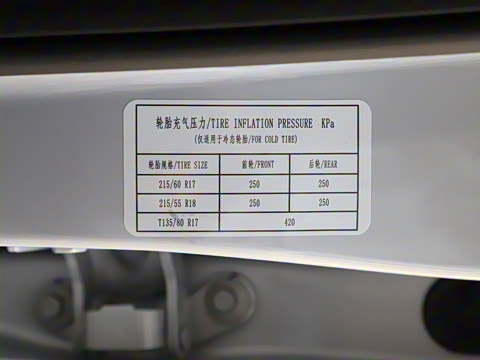 轮胎充气压力/TIRE INFLATION PRESSURE KPa
(仅适用于冷态轮胎/FOR COLD TIRE)
轮胎规格/TIRE SIZE 前轮/FRONT 后轮/REAR
215/60 R17 250 250
215/55 R18 250 250
T135/80 R17 420